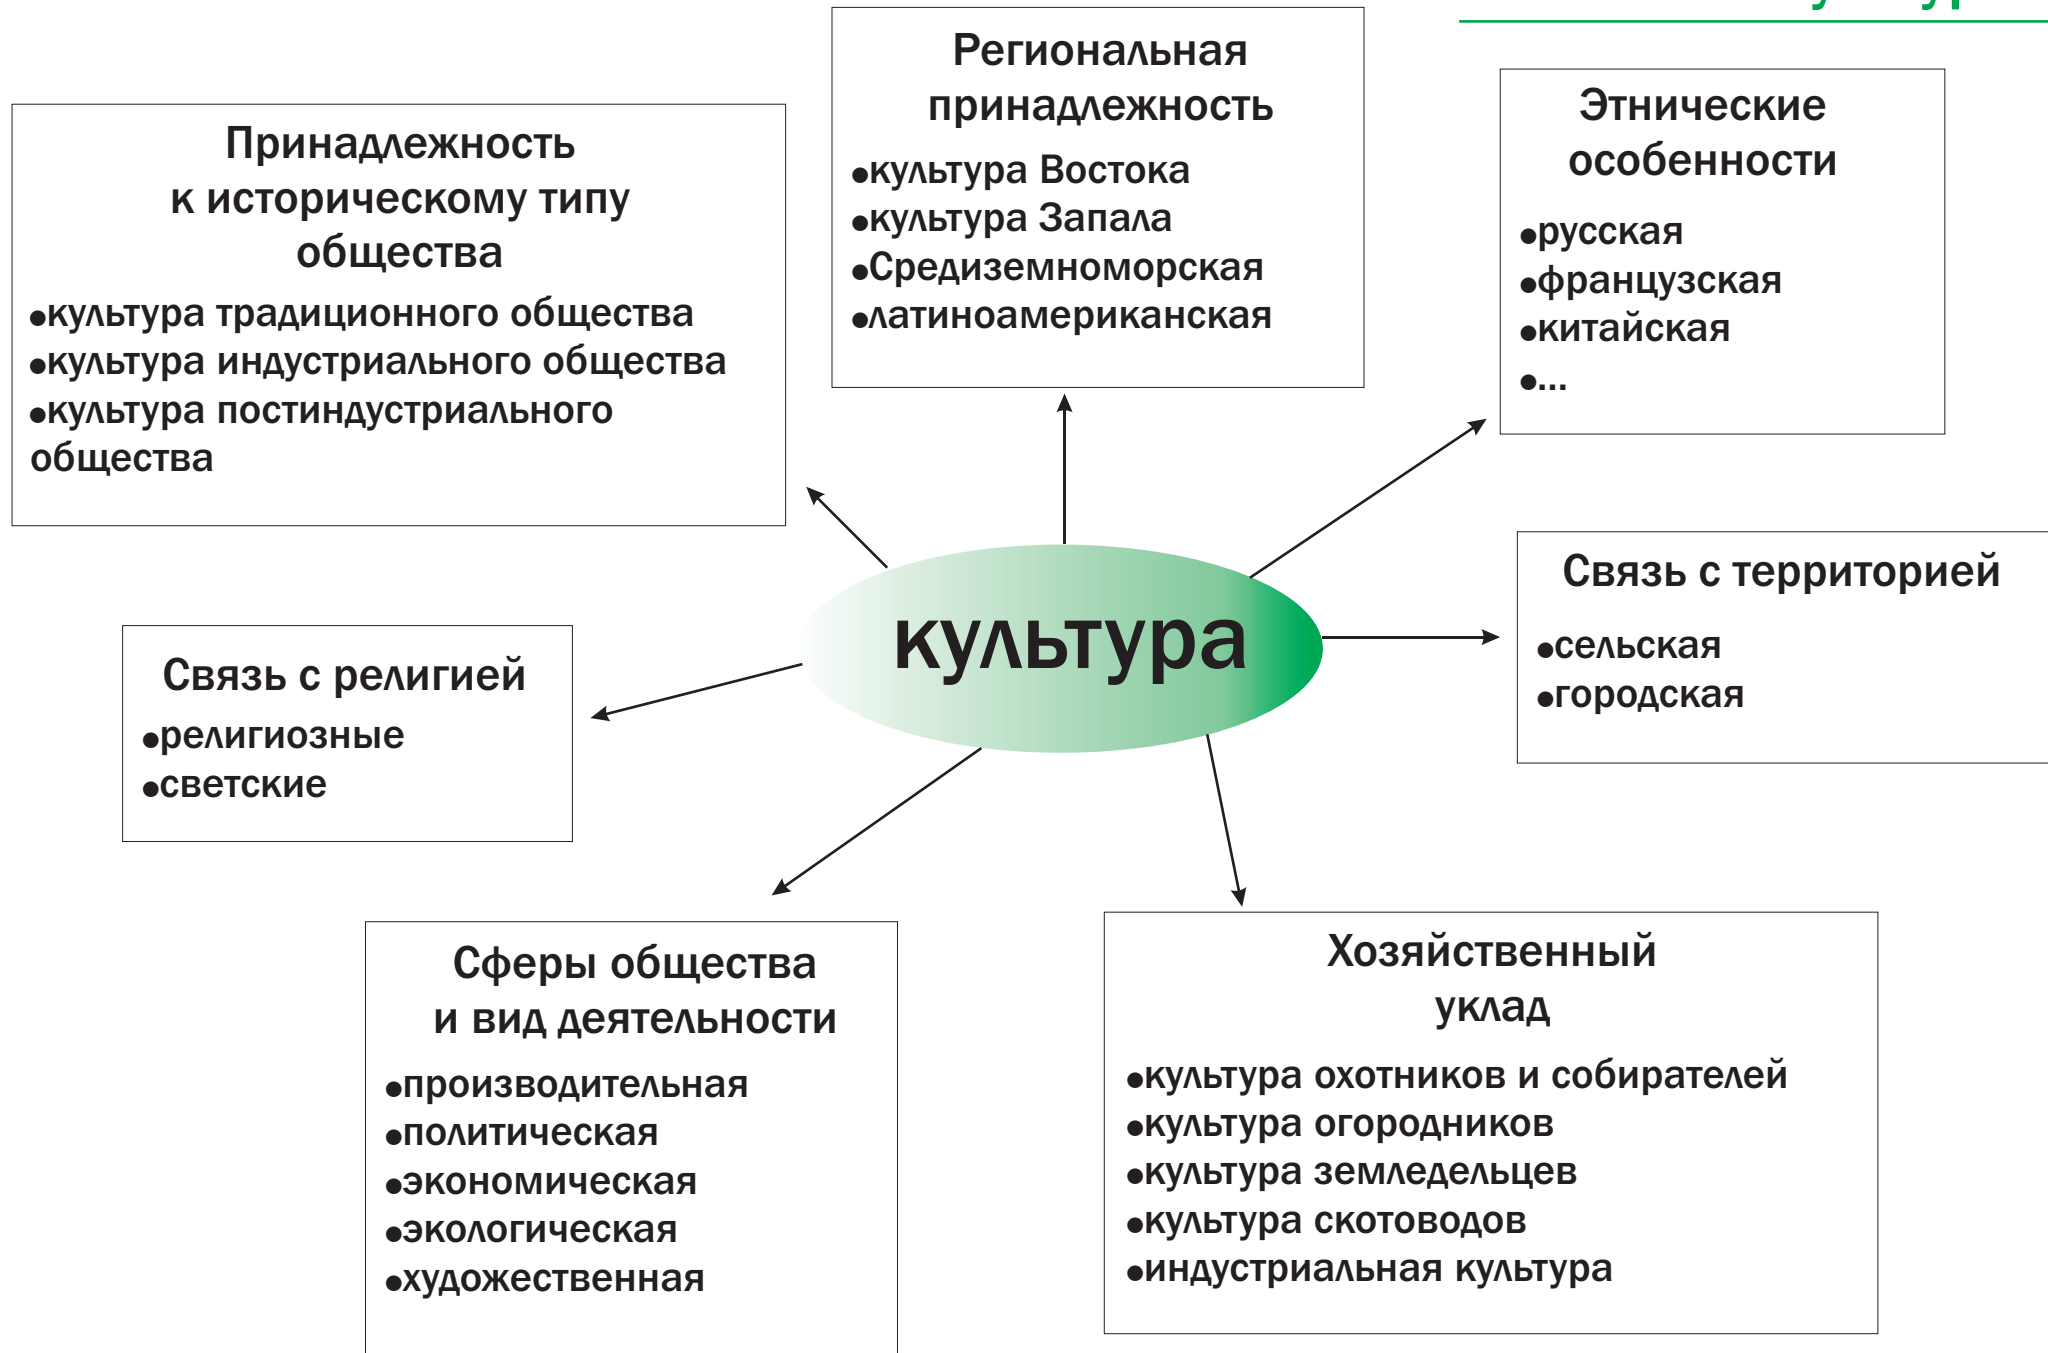 Региональная
принадлежность
●культура Востока
●культура Запала
●Средиземноморская
●латиноамериканская
Этнические
особенности
●русская
●французская
●китайская
●...
Принадлежность
к историческому типу
общества
●культура традиционного общества
●культура индустриального общества
●культура постиндустриального
общества
Связь с территорией
●сельская
●городская
культура
Связь с религией
●религиозные
●светские
Сферы общества
и вид деятельности
●производительная
●политическая
●экономическая
●экологическая
●художественная
Хозяйственный
уклад
●культура охотников и собирателей
●культура огородников
●культура земледельцев
●культура скотоводов
●индустриальная культура